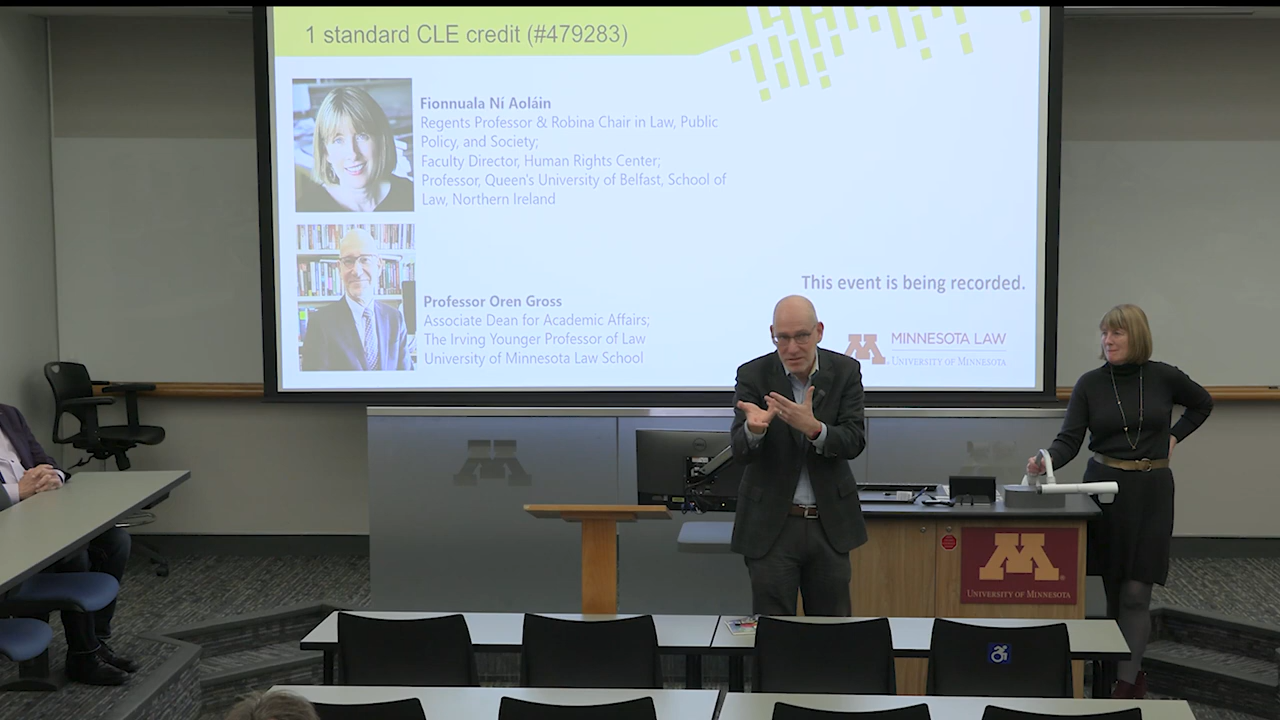 1 standard CLE credit (#479283)
Fionnuala Ní Aoláin
Regents Professor & Robina Chair in Law, Public
Policy, and Society;
Faculty Director, Human Rights Center;
Professor, Queen's University of Belfast, School of
Law, Northern Ireland
Professor Oren Gross
Associate Dean for Academic Affairs;
The Irving Younger Professor of Law
University of Minnesota Law School
This event is being recorded.
M
MINNESOTA LAW
UNIVERSITY OF MINNESOTA
DELL
M
UNIVERSITY OF MINNESOTA